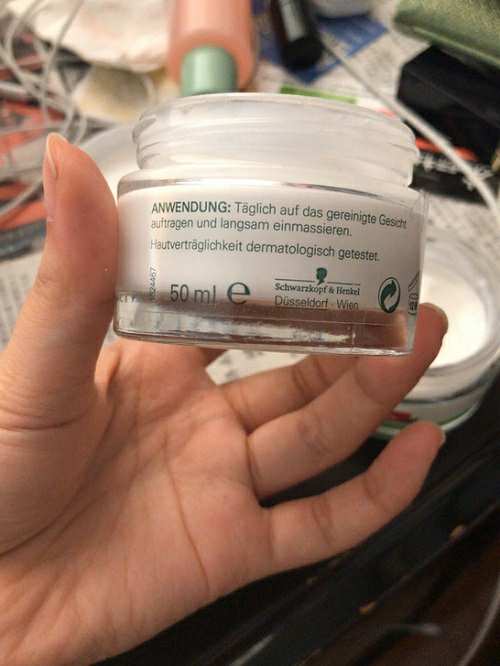 ANWENDUNG: Täglich auf das gereinigte Gesicht
auftragen und langsam einmassieren.
Hautverträglichkeit dermatologisch getestet.
50 ml e
Schwarzkopf & Henkel
Düsseldorf · Wien